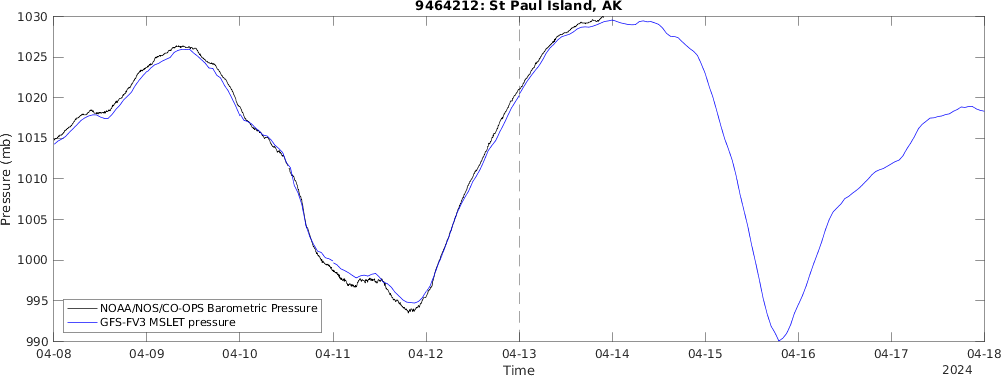 9464212: St Paul Island, AK
Pressure (mb)
1030
1025
1020
1015
1010
1005
1000
995
990
NOAA/NOS/CO-OPS Barometric Pressure
GFS-FV3 MSLET pressure
04-08 04-09 04-10 04-11 04-12 04-13 04-14 04-15 04-16 04-17 04-18
Time
2024